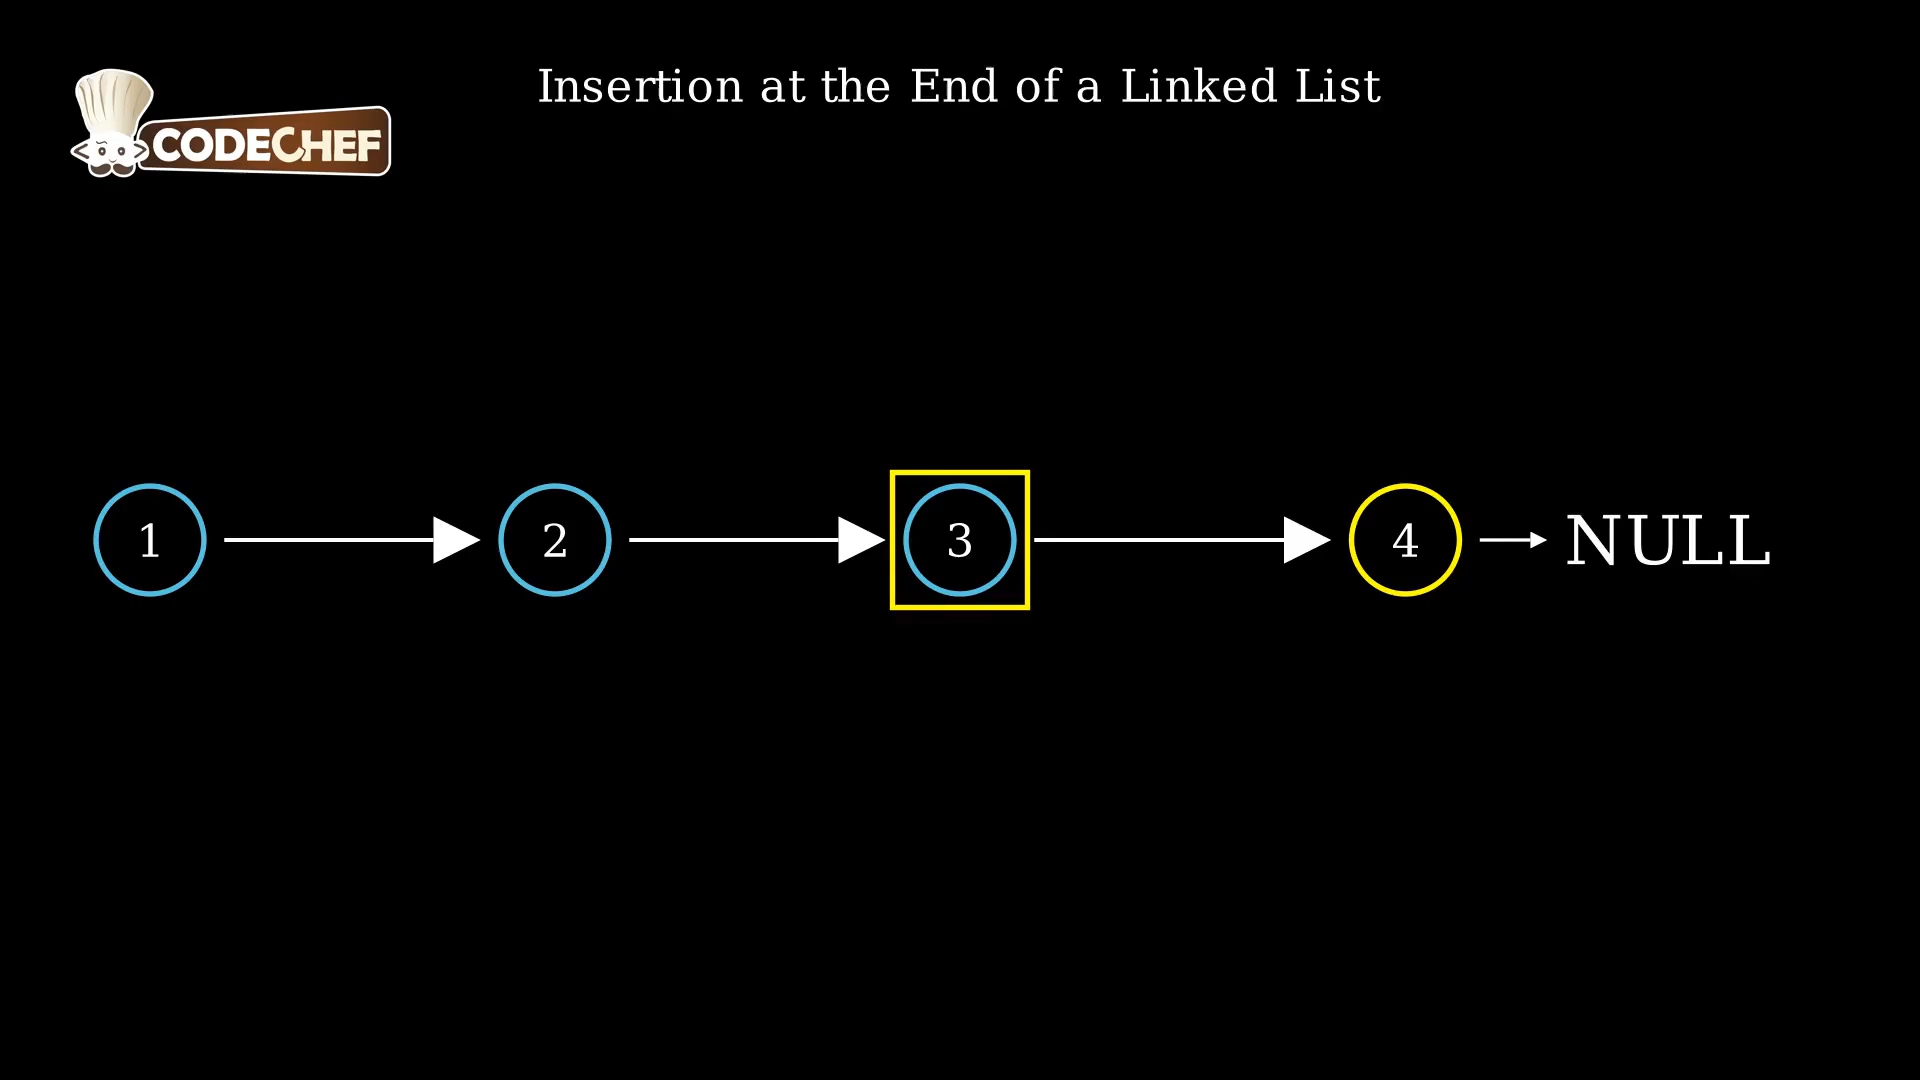 Insertion at the End of a Linked List
CODECHEF
1 2 3 4 NULL